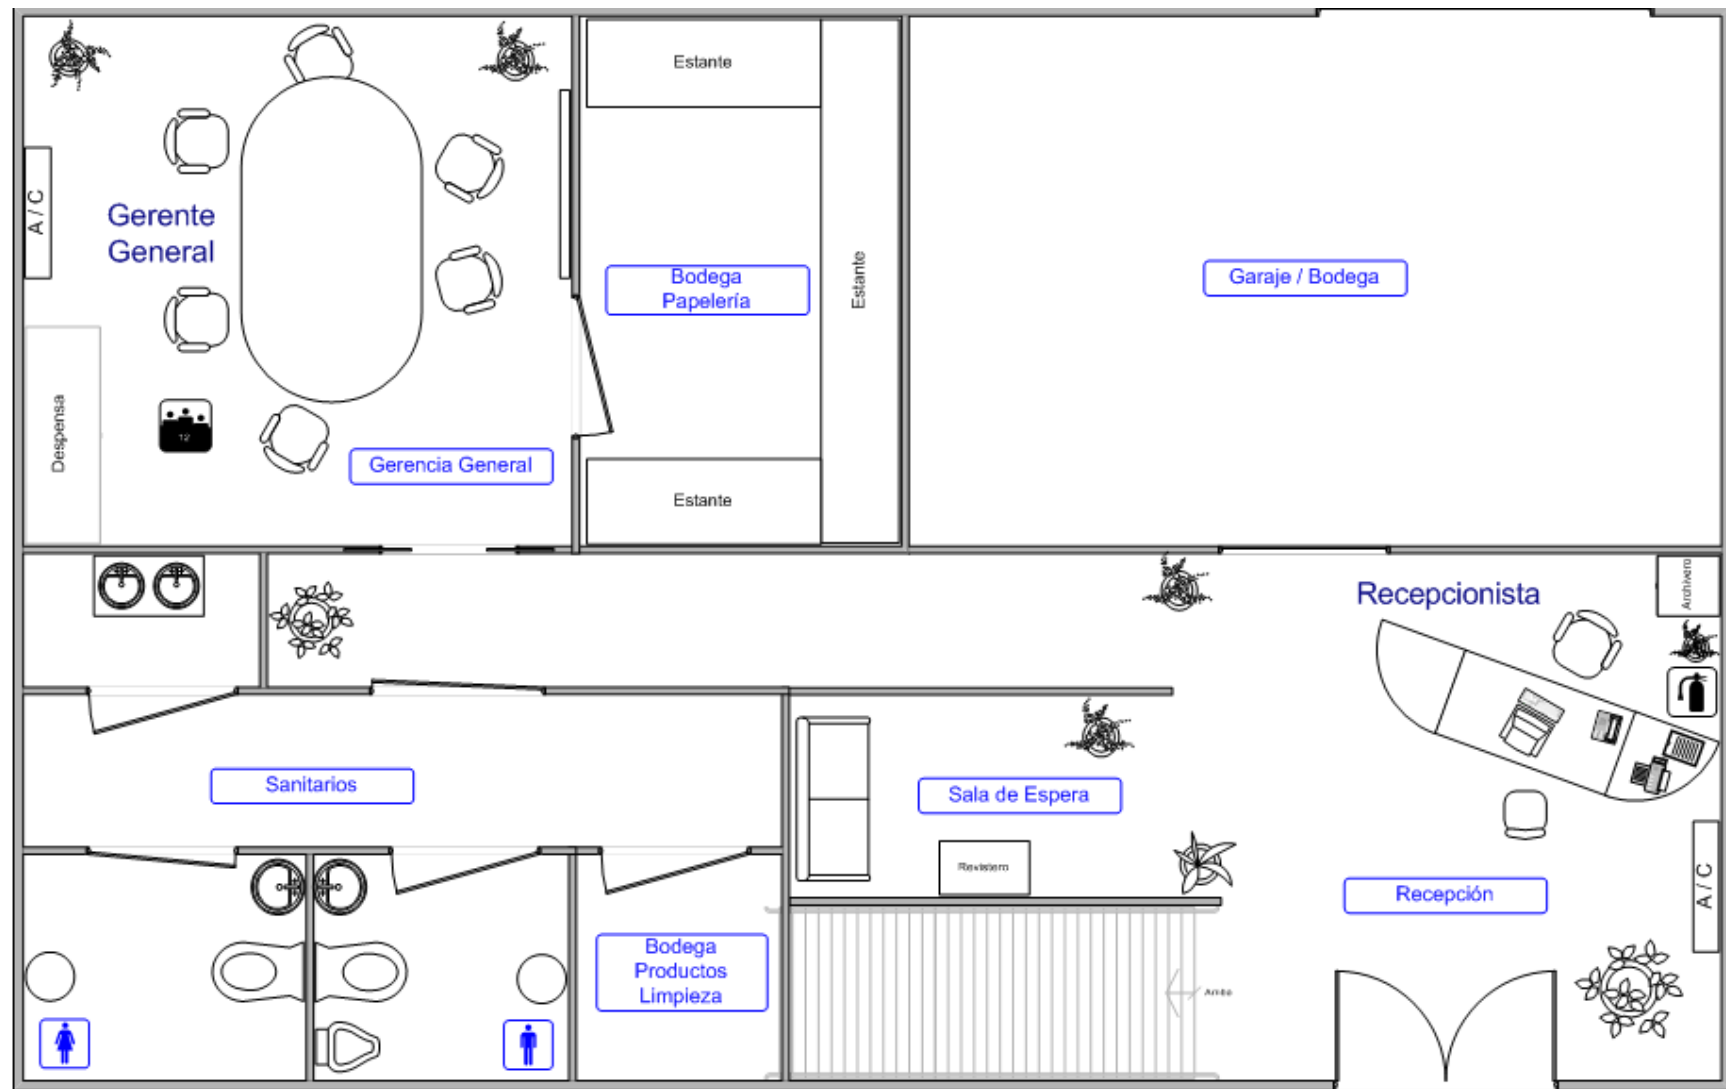 Estante
A / C
Gerente
General
Bodega
Papelería
Estante
Garaje / Bodega
Despensa
12
Gerencia General
Estante
Recepcionista
Archivero
Sanitarios
Sala de Espera
Revistero
A / C
Recepción
Bodega
Productos
Limpieza
Arriba